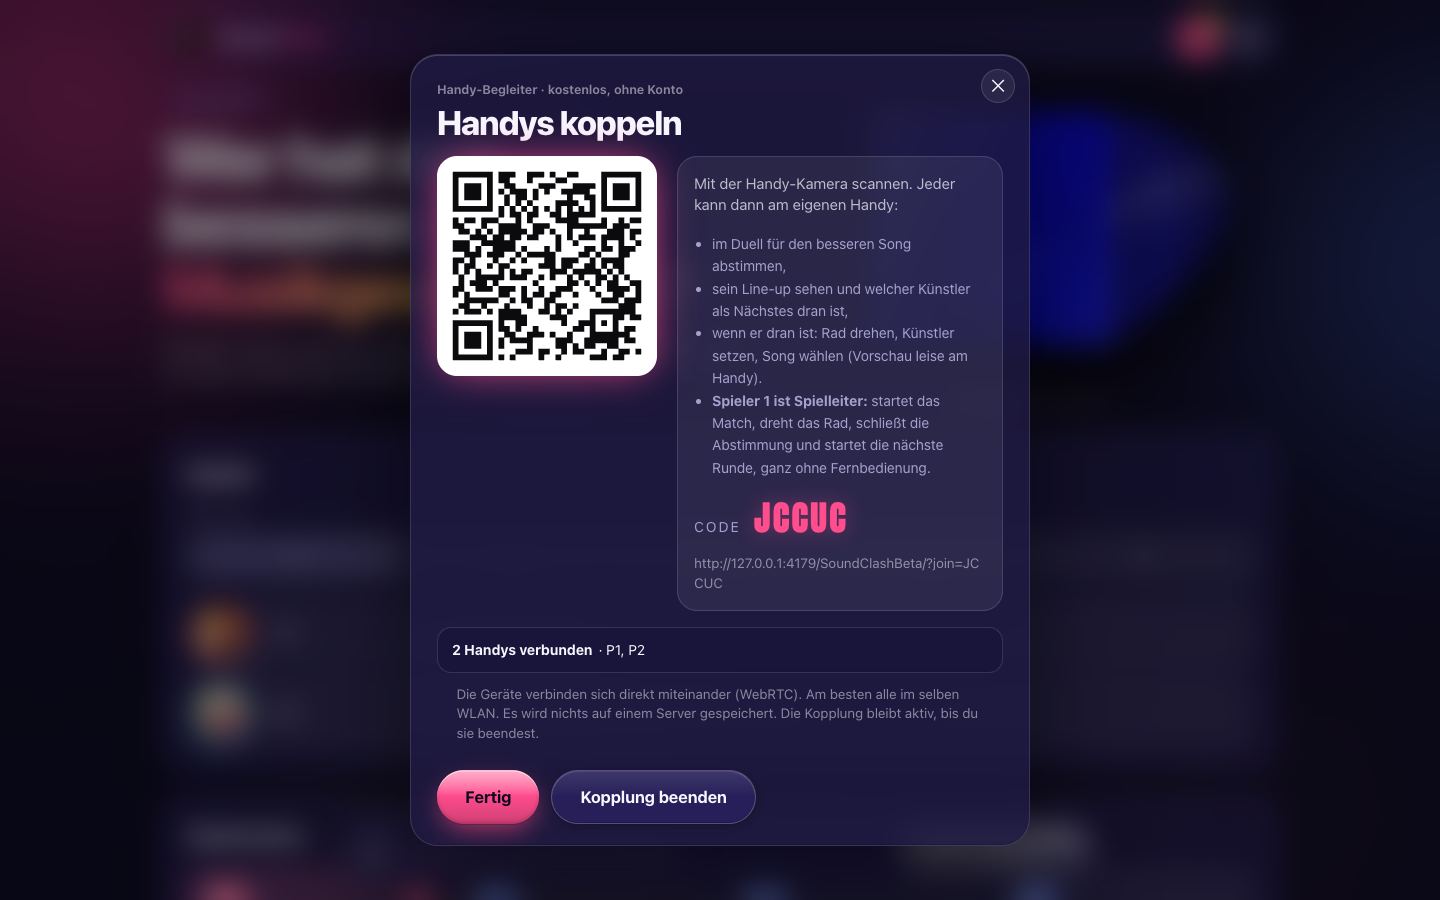 Handy-Begleiter · kostenlos, ohne Konto
Handys koppeln
Mit der Handy-Kamera scannen. Jeder
kann dann am eigenen Handy:
• im Duell für den besseren Song
abstimmen,
• sein Line-up sehen und welcher Künstler
als Nächstes dran ist,
• wenn er dran ist: Rad drehen, Künstler
setzen, Song wählen (Vorschau leise am
Handy).
• Spieler 1 ist Spielleiter: startet das
Match, dreht das Rad, schließt die
Abstimmung und startet die nächste
Runde, ganz ohne Fernbedienung.
CODE JCCUC
http://127.0.0.1:4179/SoundClashBeta/?join=JC
CUC
2 Handys verbunden · P1, P2
Die Geräte verbinden sich direkt miteinander (WebRTC). Am besten alle im selben
WLAN. Es wird nichts auf einem Server gespeichert. Die Kopplung bleibt aktiv, bis du
sie beendest.
Fertig
Kopplung beenden